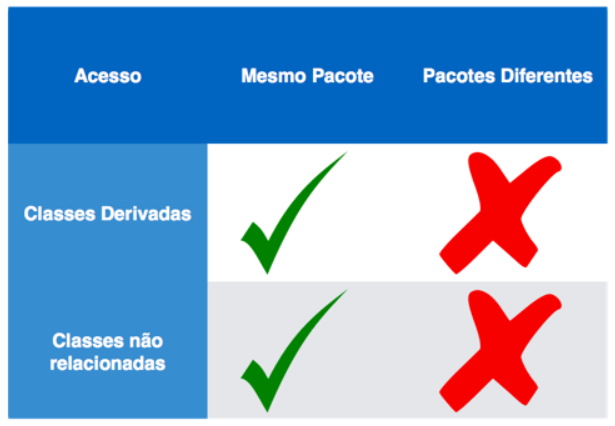 Acesso
Mesmo Pacote
Pacotes Diferentes
Classes Derivadas
Classes não
relacionadas